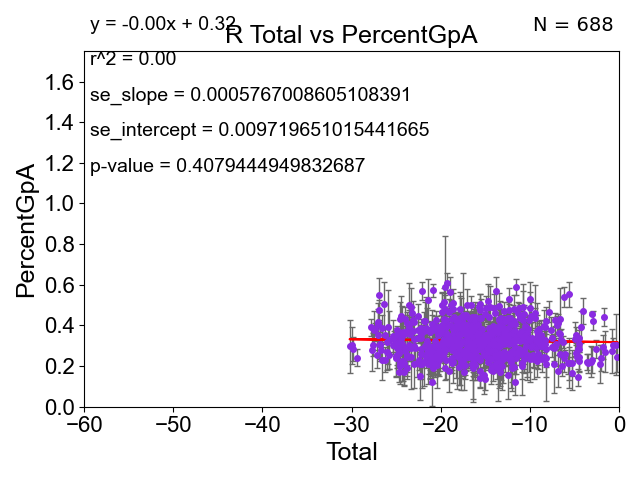 y = -0.00x + 0.32
R Total vs PercentGpA
N = 688
r^2 = 0.00
se_slope = 0.0005767008605108391
se_intercept = 0.009719651015441665
p-value = 0.4079444949832687
PercentGpA
1.6
1.4
1.2
1.0
0.8
0.6
0.4
0.2
0.0
−60 −50 −40 −30 −20 −10 0
Total